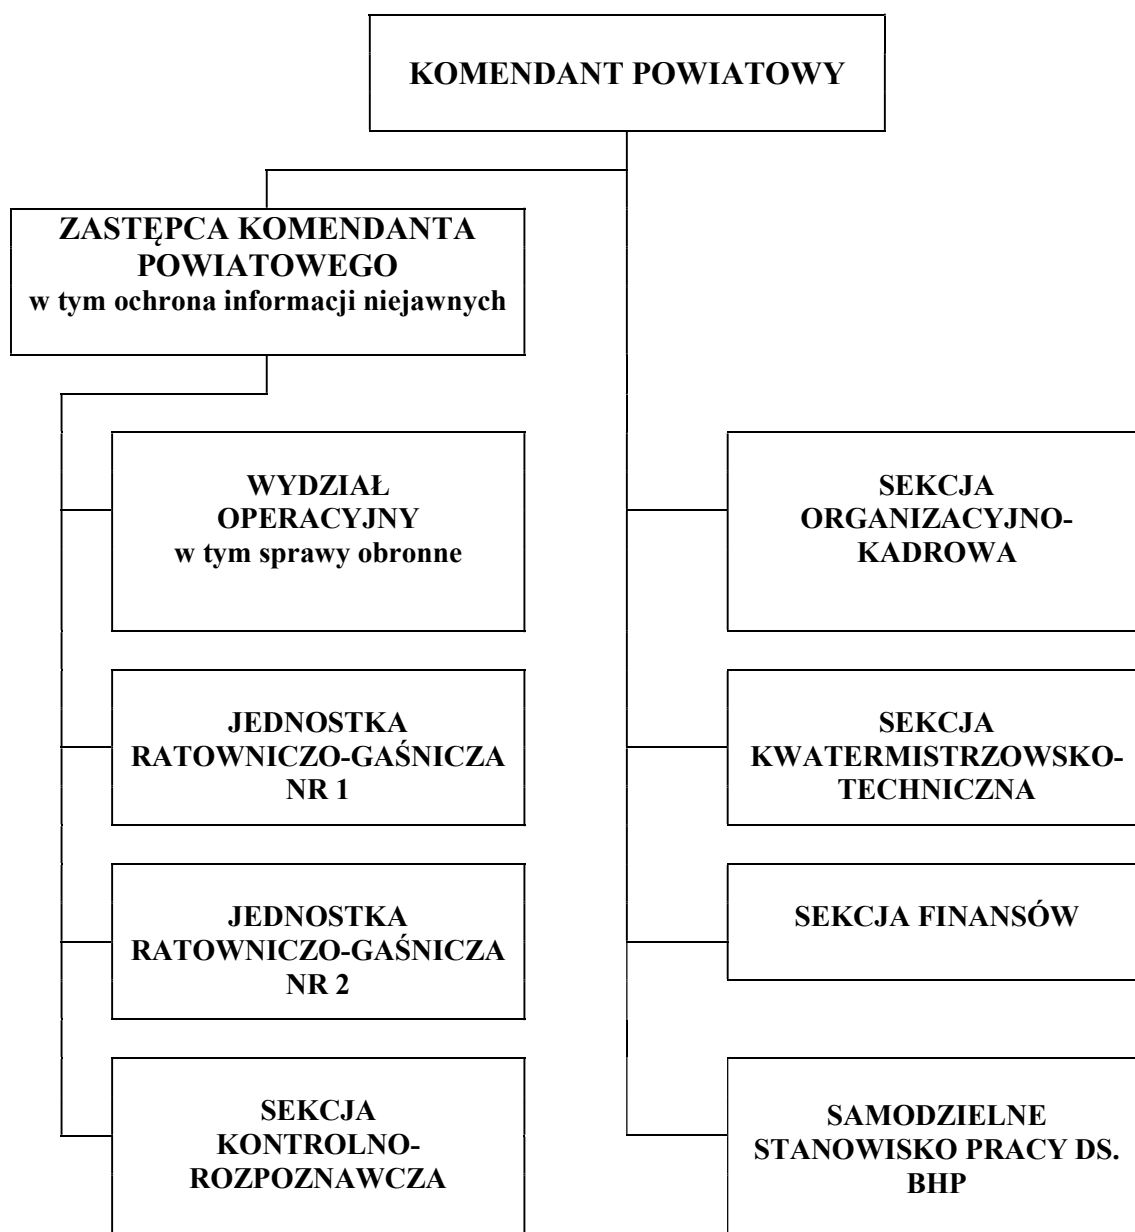 KOMENDANT POWIATOWY
ZASTĘPCA KOMENDANTA
POWIATOWEGO
w tym ochrona informacji niejawnych
WYDZIAŁ
OPERACYJNY
w tym sprawy obronne
JEDNOSTKA
RATOWNICZO-GAŚNICZA
NR 1
JEDNOSTKA
RATOWNICZO-GAŚNICZA
NR 2
SEKCJA
KONTROLNO-
ROZPOZNAWCZA
SEKCJA
ORGANIZACYJNO-
KADROWA
SEKCJA
KWATERMISTRZOWSKO-
TECHNICZNA
SEKCJA FINANSÓW
SAMODZIELNE
STANOWISKO PRACY DS.
BHP